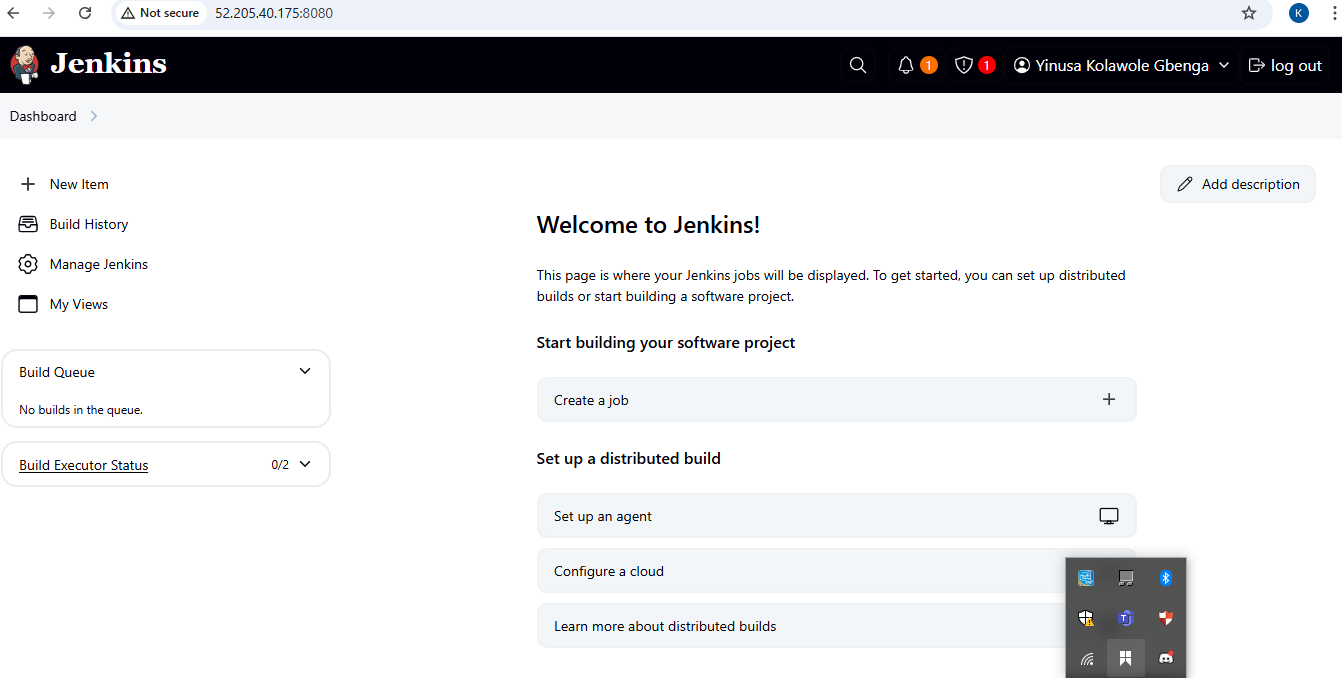 Not secure 52.205.40.175:8080
K
Jenkins
1
1
Yinusa Kolawole Gbenga
log out
Dashboard
New Item
Build History
Manage Jenkins
My Views
Build Queue
No builds in the queue.
Build Executor Status
0/2
Add description
Welcome to Jenkins!
This page is where your Jenkins jobs will be displayed. To get started, you can set up distributed
builds or start building a software project.
Start building your software project
Create a job
Set up a distributed build
Set up an agent
Configure a cloud
Learn more about distributed builds